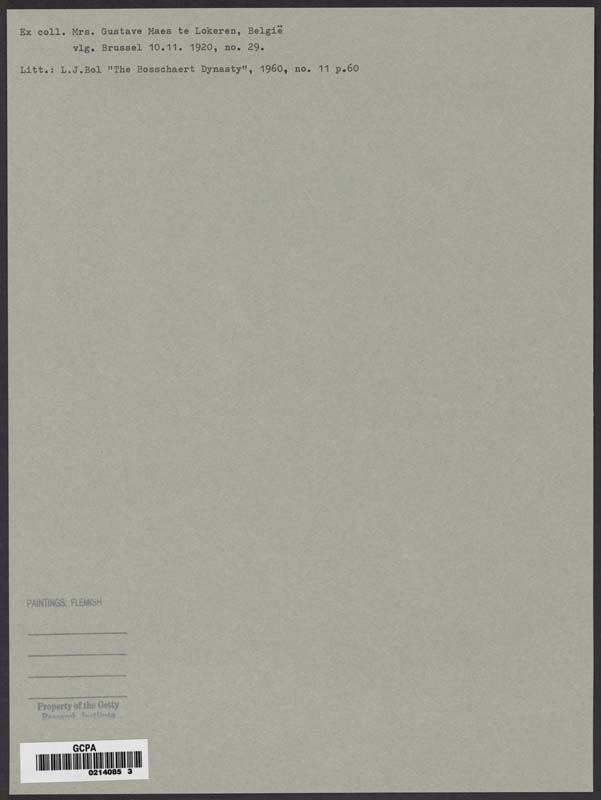 Ex coll. Mrs. Gustave Maes te Lokeren, België
vlg. Brussel 10.11. 1920, no. 29.
Litt.: L.J.Bol "The Bosschaert Dynasty", 1960, no. 11 p.60
PAINTINGS: FLEMISH
Property of the Getty
Research Institute
GCPA
0214085 3